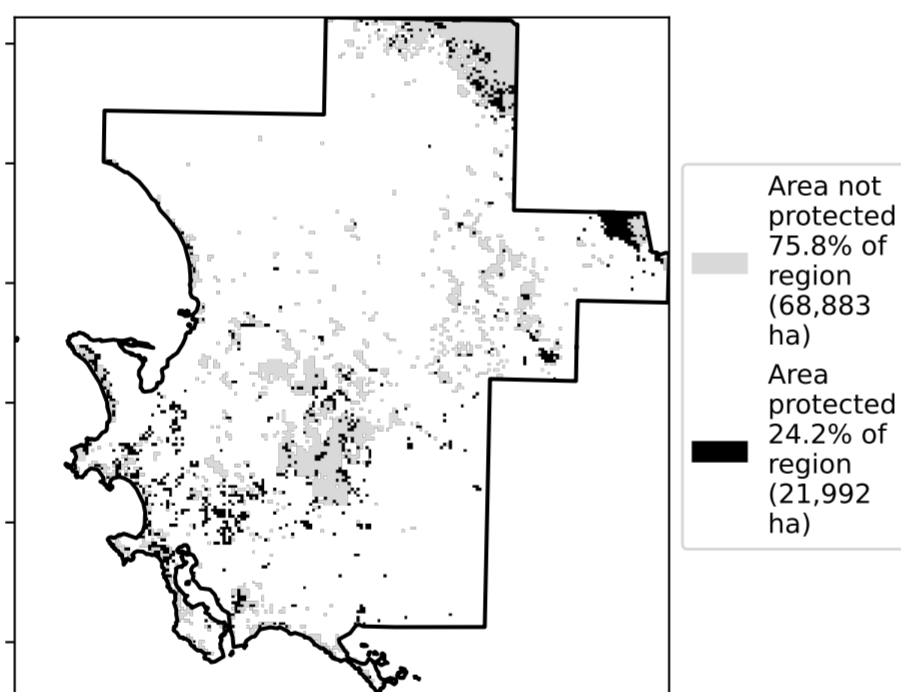 Area not
protected
75.8% of
region
(68,883
ha)
Area
protected
24.2% of
region
(21,992
ha)